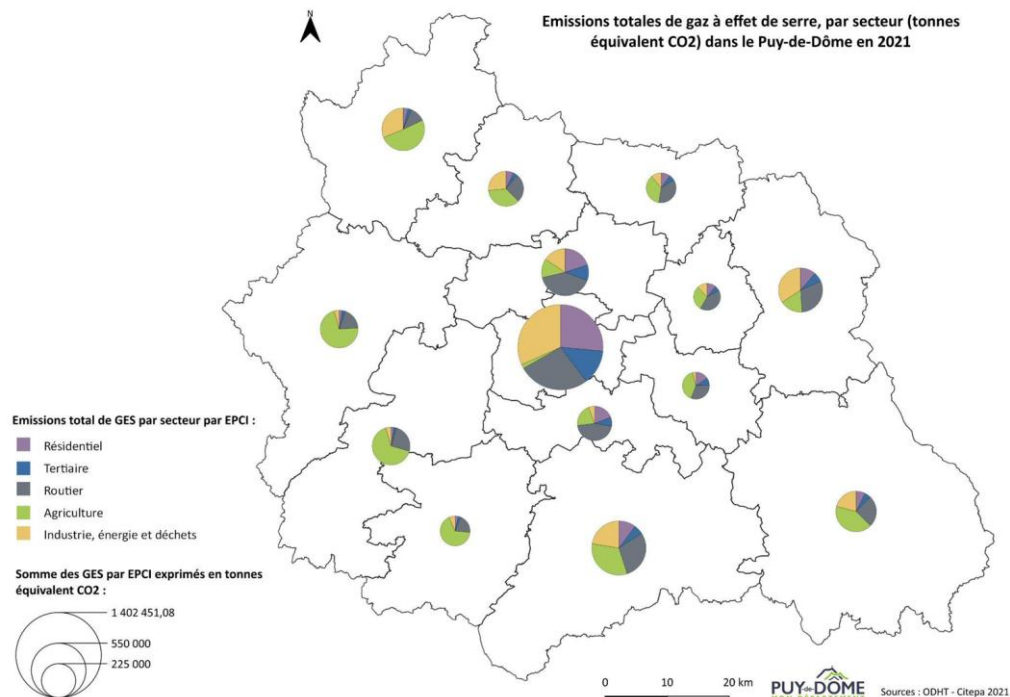 N
Emissions totales de gaz à effet de serre, par secteur (tonnes
équivalent CO2) dans le Puy-de-Dôme en 2021
Emissions total de GES par secteur par EPCI :
Résidentiel
Tertiaire
Routier
Agriculture
Industrie, énergie et déchets
Somme des GES par EPCI exprimés en tonnes
équivalent CO2 :
1 402 451,08
550 000
225 000
0 10 20 km
PUY-de-DÔME
Sources : ODHT - Citepa 2021